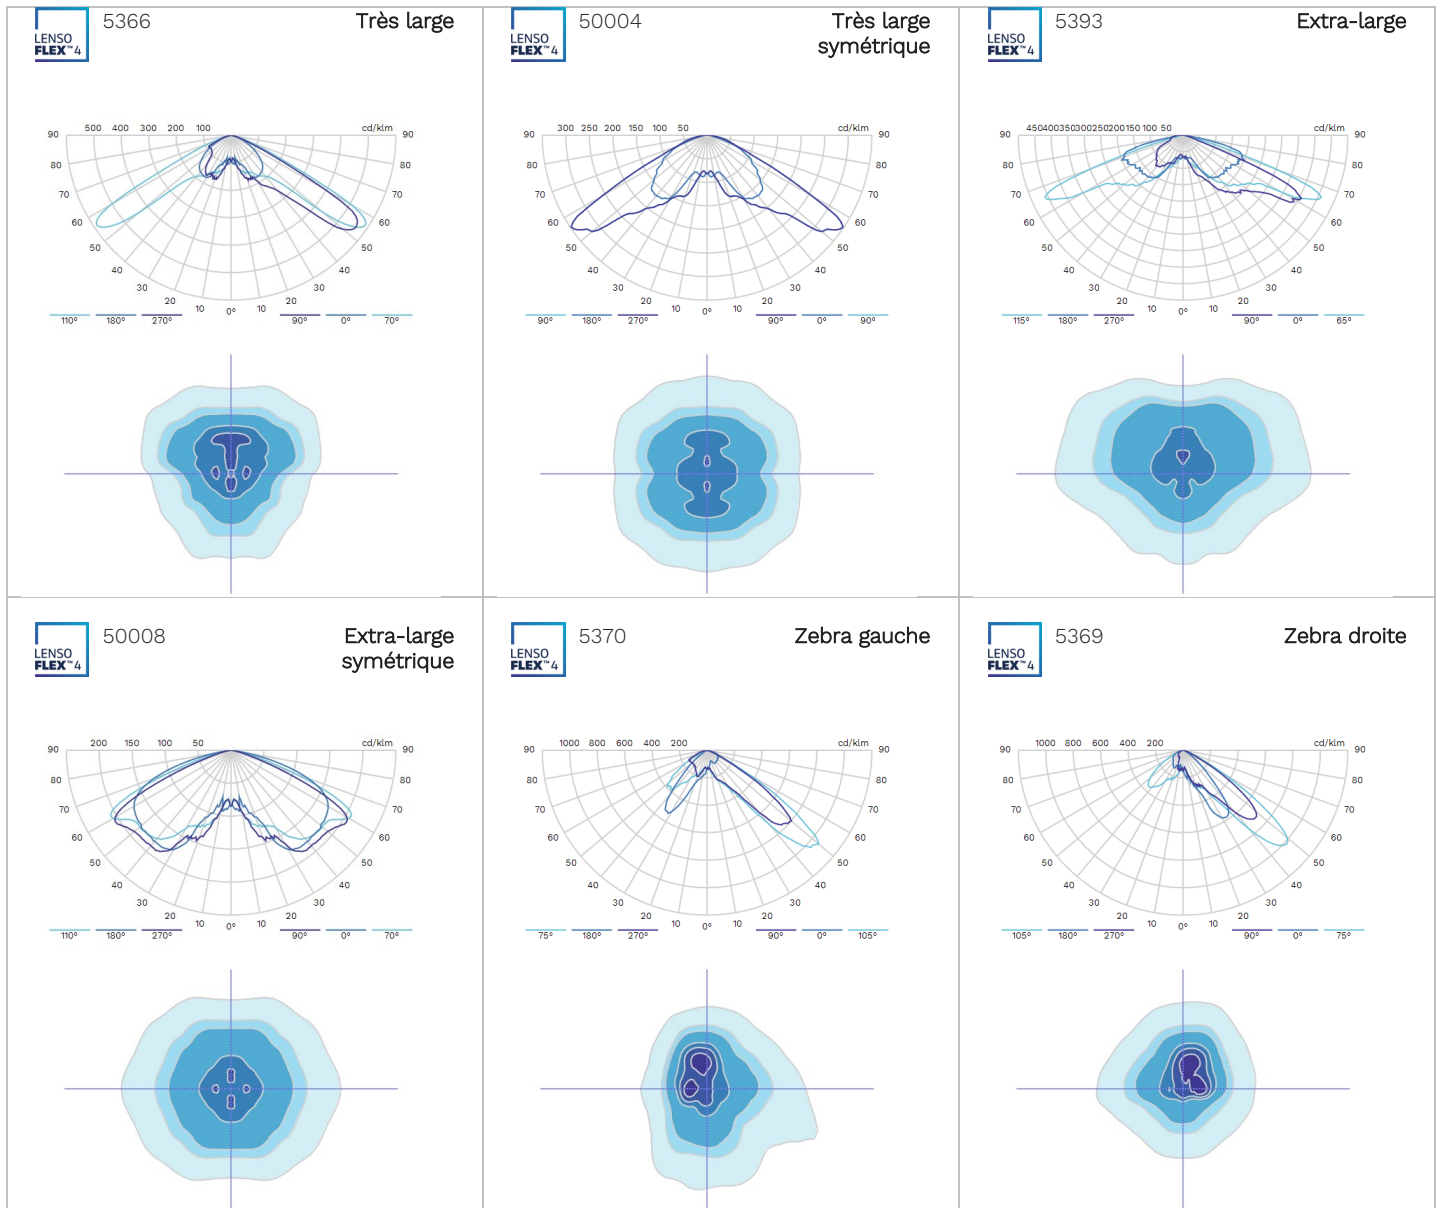 LENSO
FLEX™4
5366
Très large
90 500 400 300 200 100 cd/klm 90
80 80
70 70
60 60
50 50
40 40
30 30
20 20
10 0° 10
110° 180° 270° 90° 0° 70°
LENSO
FLEX™4
50004
Très large
symétrique
90 300 250 200 150 100 50 cd/klm 90
80 80
70 70
60 60
50 50
40 40
30 30
20 20
10 0° 10
90° 180° 270° 90° 0° 90°
LENSO
FLEX™4
5393
Extra-large
90 450400350300250200150 100 50 cd/klm 90
80 80
70 70
60 60
50 50
40 40
30 30
20 20
10 0° 10
115° 180° 270° 90° 0° 65°
LENSO
FLEX™4
50008
Extra-large
symétrique
90 200 150 100 50 cd/klm 90
80 80
70 70
60 60
50 50
40 40
30 30
20 20
10 0° 10
110° 180° 270° 90° 0° 70°
LENSO
FLEX™4
5370
Zebra gauche
90 1000 800 600 400 200 cd/klm 90
80 80
70 70
60 60
50 50
40 40
30 30
20 20
10 0° 10
75° 180° 270° 90° 0° 105°
LENSO
FLEX™4
5369
Zebra droite
90 1000 800 600 400 200 cd/klm 90
80 80
70 70
60 60
50 50
40 40
30 30
20 20
10 0° 10
105° 180° 270° 90° 0° 75°